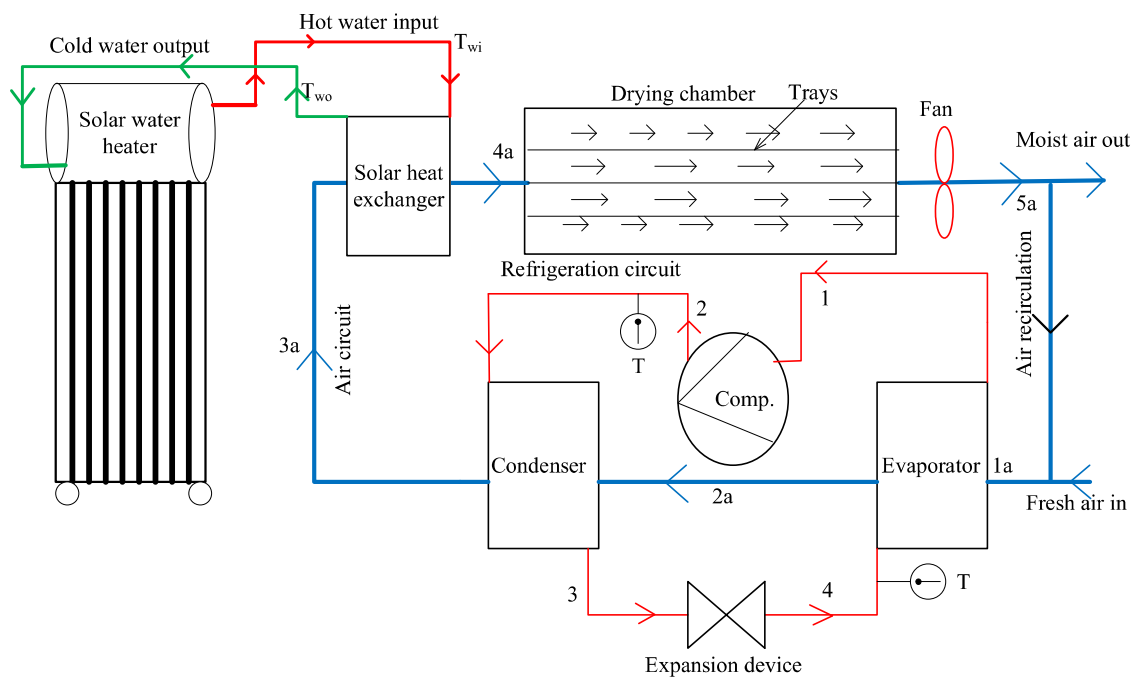 Hot water input
Cold water output
Twi
Two
Solar water
heater
Solar heat
exchanger
4a
Drying chamber
Trays
Fan
Moist air out
5a
Refrigeration circuit
1
2
T
3a
Air circuit
Air recirculation
Comp.
Condenser
Evaporator
1a
2a
Fresh air in
3
4
T
Expansion device